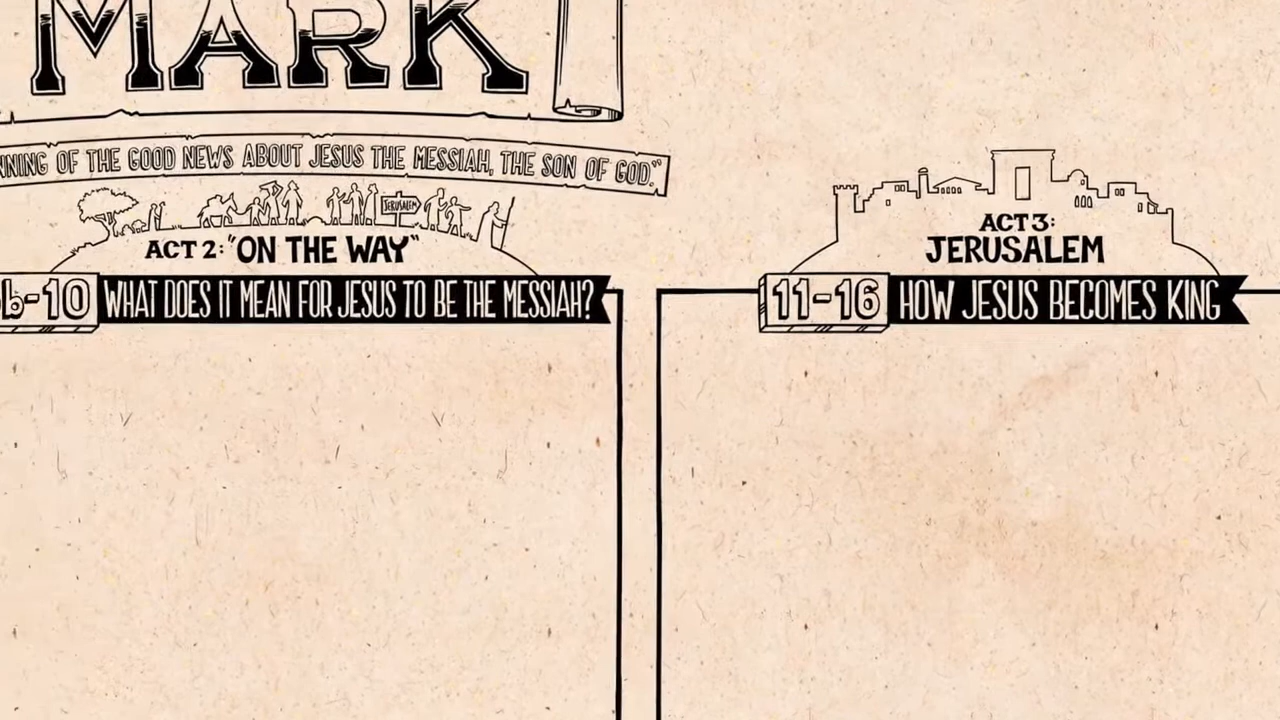 MARK
OF THE GOOD NEWS ABOUT JESUS THE MESSIAH, THE SON OF GOD."
JERUSALEM
ACT 2: "ON THE WAY"
b-10 WHAT DOES IT MEAN FOR JESUS TO BE THE MESSIAH?
ACT 3:
JERUSALEM
11-16 HOW JESUS BECOMES KING